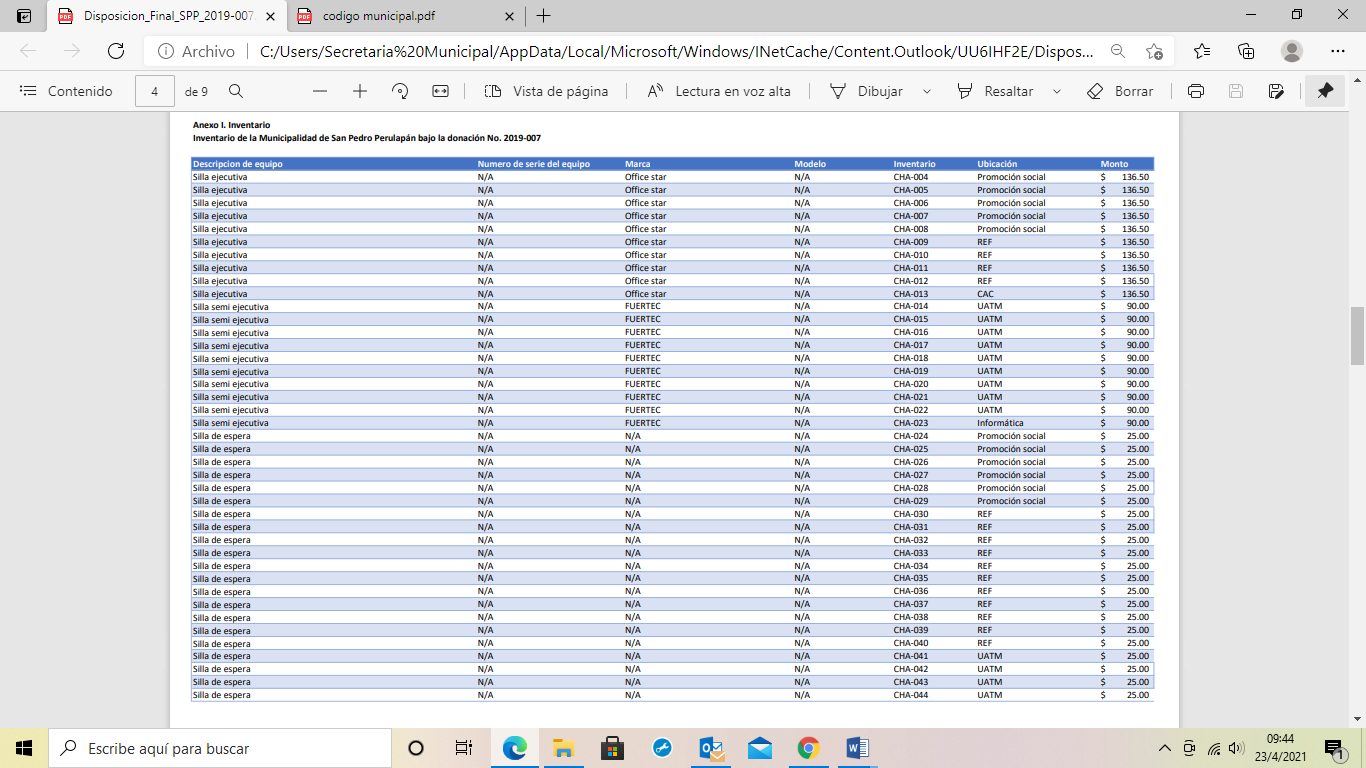 Disposicion_Final_SPP_2019-007.
codigo municipal.pdf
Archivo C:/Users/Secretaria%20Municipal/AppData/Local/Microsoft/Windows/INetCache/Content.Outlook/UU6IHF2E/Dispos...
Contenido 4 de 9 Vista de página Lectura en voz alta Dibujar Resaltar Borrar
Anexo I. Inventario
Inventario de la Municipalidad de San Pedro Perulapán bajo la donación No. 2019-007
Descripcion de equipo Numero de serie del equipo Marca Modelo Inventario Ubicación Monto
Silla ejecutiva N/A Office star N/A CHA-004 Promoción social $ 136.50
Silla ejecutiva N/A Office star N/A CHA-005 Promoción social $ 136.50
Silla ejecutiva N/A Office star N/A CHA-006 Promoción social $ 136.50
Silla ejecutiva N/A Office star N/A CHA-007 Promoción social $ 136.50
Silla ejecutiva N/A Office star N/A CHA-008 Promoción social $ 136.50
Silla ejecutiva N/A Office star N/A CHA-009 REF $ 136.50
Silla ejecutiva N/A Office star N/A CHA-010 REF $ 136.50
Silla ejecutiva N/A Office star N/A CHA-011 REF $ 136.50
Silla ejecutiva N/A Office star N/A CHA-012 REF $ 136.50
Silla ejecutiva N/A Office star N/A CHA-013 CAC $ 136.50
Silla semi ejecutiva N/A FUERTEC N/A CHA-014 UATM $ 90.00
Silla semi ejecutiva N/A FUERTEC N/A CHA-015 UATM $ 90.00
Silla semi ejecutiva N/A FUERTEC N/A CHA-016 UATM $ 90.00
Silla semi ejecutiva N/A FUERTEC N/A CHA-017 UATM $ 90.00
Silla semi ejecutiva N/A FUERTEC N/A CHA-018 UATM $ 90.00
Silla semi ejecutiva N/A FUERTEC N/A CHA-019 UATM $ 90.00
Silla semi ejecutiva N/A FUERTEC N/A CHA-020 UATM $ 90.00
Silla semi ejecutiva N/A FUERTEC N/A CHA-021 UATM $ 90.00
Silla semi ejecutiva N/A FUERTEC N/A CHA-022 UATM $ 90.00
Silla semi ejecutiva N/A FUERTEC N/A CHA-023 Informática $ 90.00
Silla de espera N/A N/A N/A CHA-024 Promoción social $ 25.00
Silla de espera N/A N/A N/A CHA-025 Promoción social $ 25.00
Silla de espera N/A N/A N/A CHA-026 Promoción social $ 25.00
Silla de espera N/A N/A N/A CHA-027 Promoción social $ 25.00
Silla de espera N/A N/A N/A CHA-028 Promoción social $ 25.00
Silla de espera N/A N/A N/A CHA-029 Promoción social $ 25.00
Silla de espera N/A N/A N/A CHA-030 REF $ 25.00
Silla de espera N/A N/A N/A CHA-031 REF $ 25.00
Silla de espera N/A N/A N/A CHA-032 REF $ 25.00
Silla de espera N/A N/A N/A CHA-033 REF $ 25.00
Silla de espera N/A N/A N/A CHA-034 REF $ 25.00
Silla de espera N/A N/A N/A CHA-035 REF $ 25.00
Silla de espera N/A N/A N/A CHA-036 REF $ 25.00
Silla de espera N/A N/A N/A CHA-037 REF $ 25.00
Silla de espera N/A N/A N/A CHA-038 REF $ 25.00
Silla de espera N/A N/A N/A CHA-039 REF $ 25.00
Silla de espera N/A N/A N/A CHA-040 REF $ 25.00
Silla de espera N/A N/A N/A CHA-041 UATM $ 25.00
Silla de espera N/A N/A N/A CHA-042 UATM $ 25.00
Silla de espera N/A N/A N/A CHA-043 UATM $ 25.00
Silla de espera N/A N/A N/A CHA-044 UATM $ 25.00
Escribe aquí para buscar
09:44
23/4/2021
1